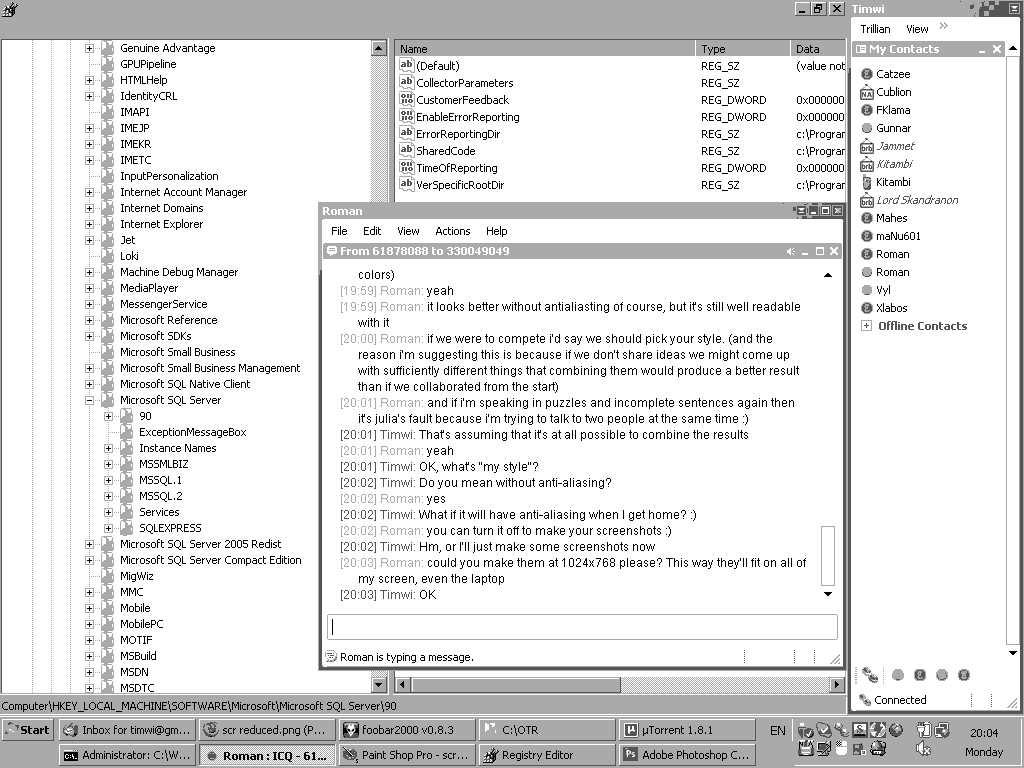 Genuine Advantage
GPUPipeline
HTMLHelp
IdentityCRL
IMAPI
IMEJP
IMEKR
IMETC
InputPersonalization
Internet Account Manager
Internet Domains
Internet Explorer
Jet
Loki
Machine Debug Manager
MediaPlayer
MessengerService
Microsoft Reference
Microsoft SDKs
Microsoft Small Business
Microsoft Small Business Management
Microsoft SQL Native Client
Microsoft SQL Server
90
ExceptionMessageBox
Instance Names
MSSMLBIZ
MSSQL.1
MSSQL.2
Services
SQLEXPRESS
Microsoft SQL Server 2005 Redist
Microsoft SQL Server Compact Edition
MigWiz
MMC
Mobile
MobilePC
MOTIF
MSBuild
MSDN
MSDTC
Name Type Data
(Default) REG_SZ (value not
CollectorParameters REG_SZ
CustomerFeedback REG_DWORD 0x000000
EnableErrorReporting REG_DWORD 0x000000
ErrorReportingDir REG_SZ c:\Progran
SharedCode REG_SZ c:\Progran
TimeOfReporting REG_DWORD 0x000000
VerSpecificRootDir REG_SZ c:\Progran
Roman
File Edit View Actions Help
From 61878088 to 330049049
colors)
[19:59] Roman: yeah
[19:59] Roman: it looks better without antialiasting of course, but it's still well readable
with it
[20:00] Roman: if we were to compete i'd say we should pick your style. (and the
reason i'm suggesting this is because if we don't share ideas we might come up
with sufficiently different things that combining them would produce a better result
than if we collaborated from the start)
[20:01] Roman: and if i'm speaking in puzzles and incomplete sentences again then
it's julia's fault because i'm trying to talk to two people at the same time :)
[20:01] Timwi: That's assuming that it's at all possible to combine the results
[20:01] Roman: yeah
[20:01] Timwi: OK, what's "my style"?
[20:02] Timwi: Do you mean without anti-aliasing?
[20:02] Roman: yes
[20:02] Timwi: What if it will have anti-aliasing when I get home? :)
[20:02] Roman: you can turn it off to make your screenshots :)
[20:02] Timwi: Hm, or I'll just make some screenshots now
[20:03] Roman: could you make them at 1024x768 please? This way they'll fit on all of
my screen, even the laptop
[20:03] Timwi: OK
Roman is typing a message.
Timwi
Trillian View »
My Contacts
Catzee
Cublion
FKlama
Gunnar
Jammet
Kitambi
Kitambi
Lord Skandranon
Mahes
maNu601
Roman
Roman
Vyl
Xlabos
Offline Contacts
Connected
Computer\HKEY_LOCAL_MACHINE\SOFTWARE\Microsoft\Microsoft SQL Server\90
Start Inbox for timwi@gm... scr reduced.png (P... foobar2000 v0.8.3 C:\OTR µTorrent 1.8.1 EN 20:04
Administrator: C:\W... Roman : ICQ - 61... Paint Shop Pro - scr... Registry Editor Adobe Photoshop C... Monday